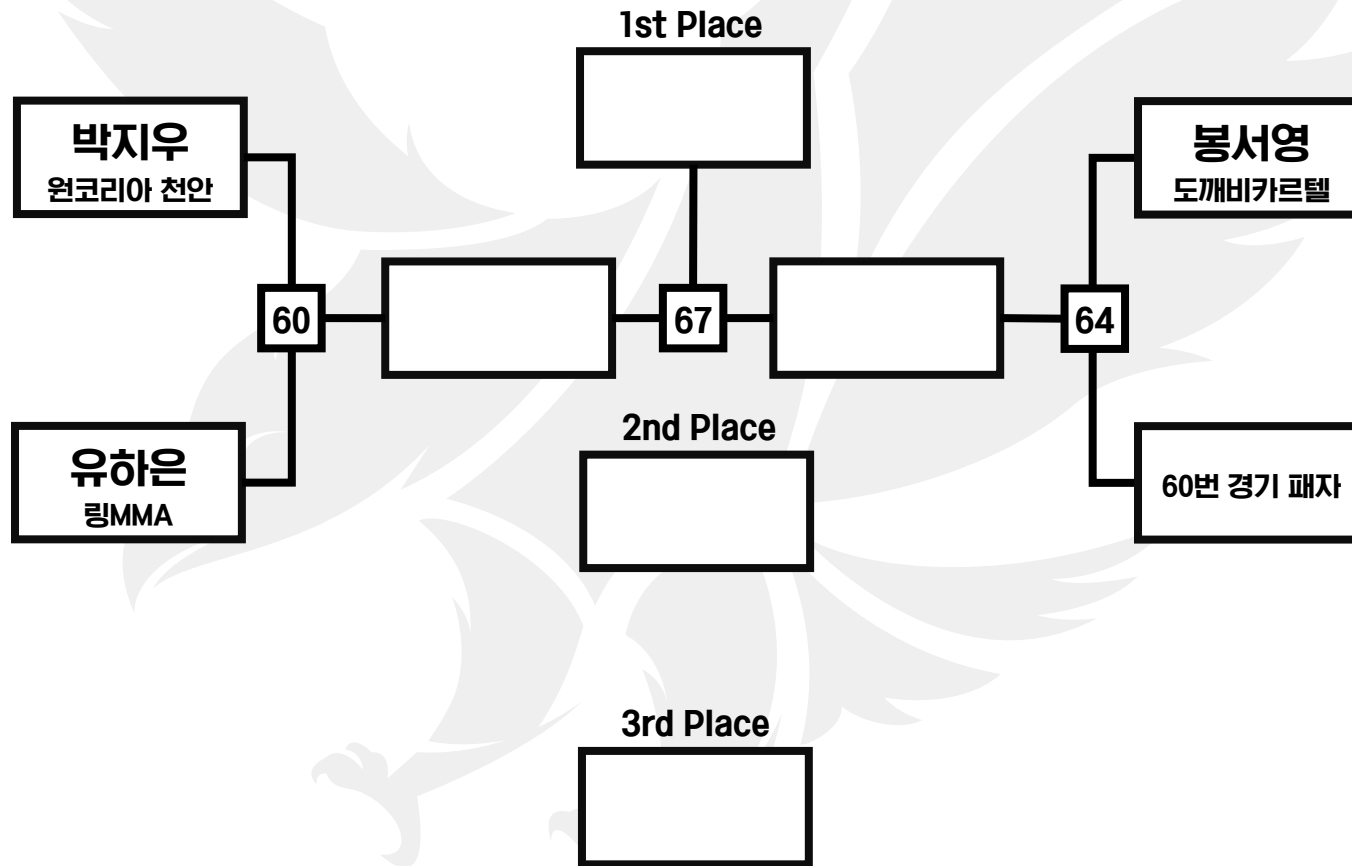 1st Place
박지우
원코리아 천안
봉서영
도깨비카르텔
60
67
64
2nd Place
유하은
링MMA
60번 경기 패자
3rd Place